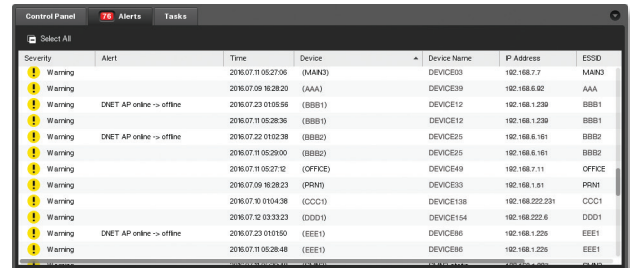 Control Panel 76 Alerts Tasks
Select All
Severity Alert Time Device Device Name IP Address ESSID
Warning 2016.07.11 05:27:06 (MAIN3) DEVICE03 192.168.7.7 MAIN3
Warning 2016.07.09 16:28:20 (AAA) DEVICE39 192.168.6.92 AAA
Warning DNET AP online -> offline 2016.07.23 01:05:56 (BBB1) DEVICE12 192.168.1.239 BBB1
Warning 2016.07.11 05:28:36 (BBB1) DEVICE12 192.168.1.239 BBB1
Warning DNET AP online -> offline 2016.07.22 01:02:38 (BBB2) DEVICE25 192.168.6.161 BBB2
Warning 2016.07.11 05:29:00 (BBB2) DEVICE25 192.168.6.161 BBB2
Warning 2016.07.11 05:27:12 (OFFICE) DEVICE49 192.168.7.11 OFFICE
Warning 2016.07.09 16:28:23 (PRN1) DEVICE33 192.168.1.51 PRN1
Warning 2016.07.10 01:04:38 (CCC1) DEVICE138 192.168.222.231 CCC1
Warning 2016.07.12 03:33:23 (DDD1) DEVICE154 192.168.222.6 DDD1
Warning DNET AP online -> offline 2016.07.23 01:01:50 (EEE1) DEVICE86 192.168.1.226 EEE1
Warning 2016.07.11 05:28:48 (EEE1) DEVICE86 192.168.1.226 EEE1